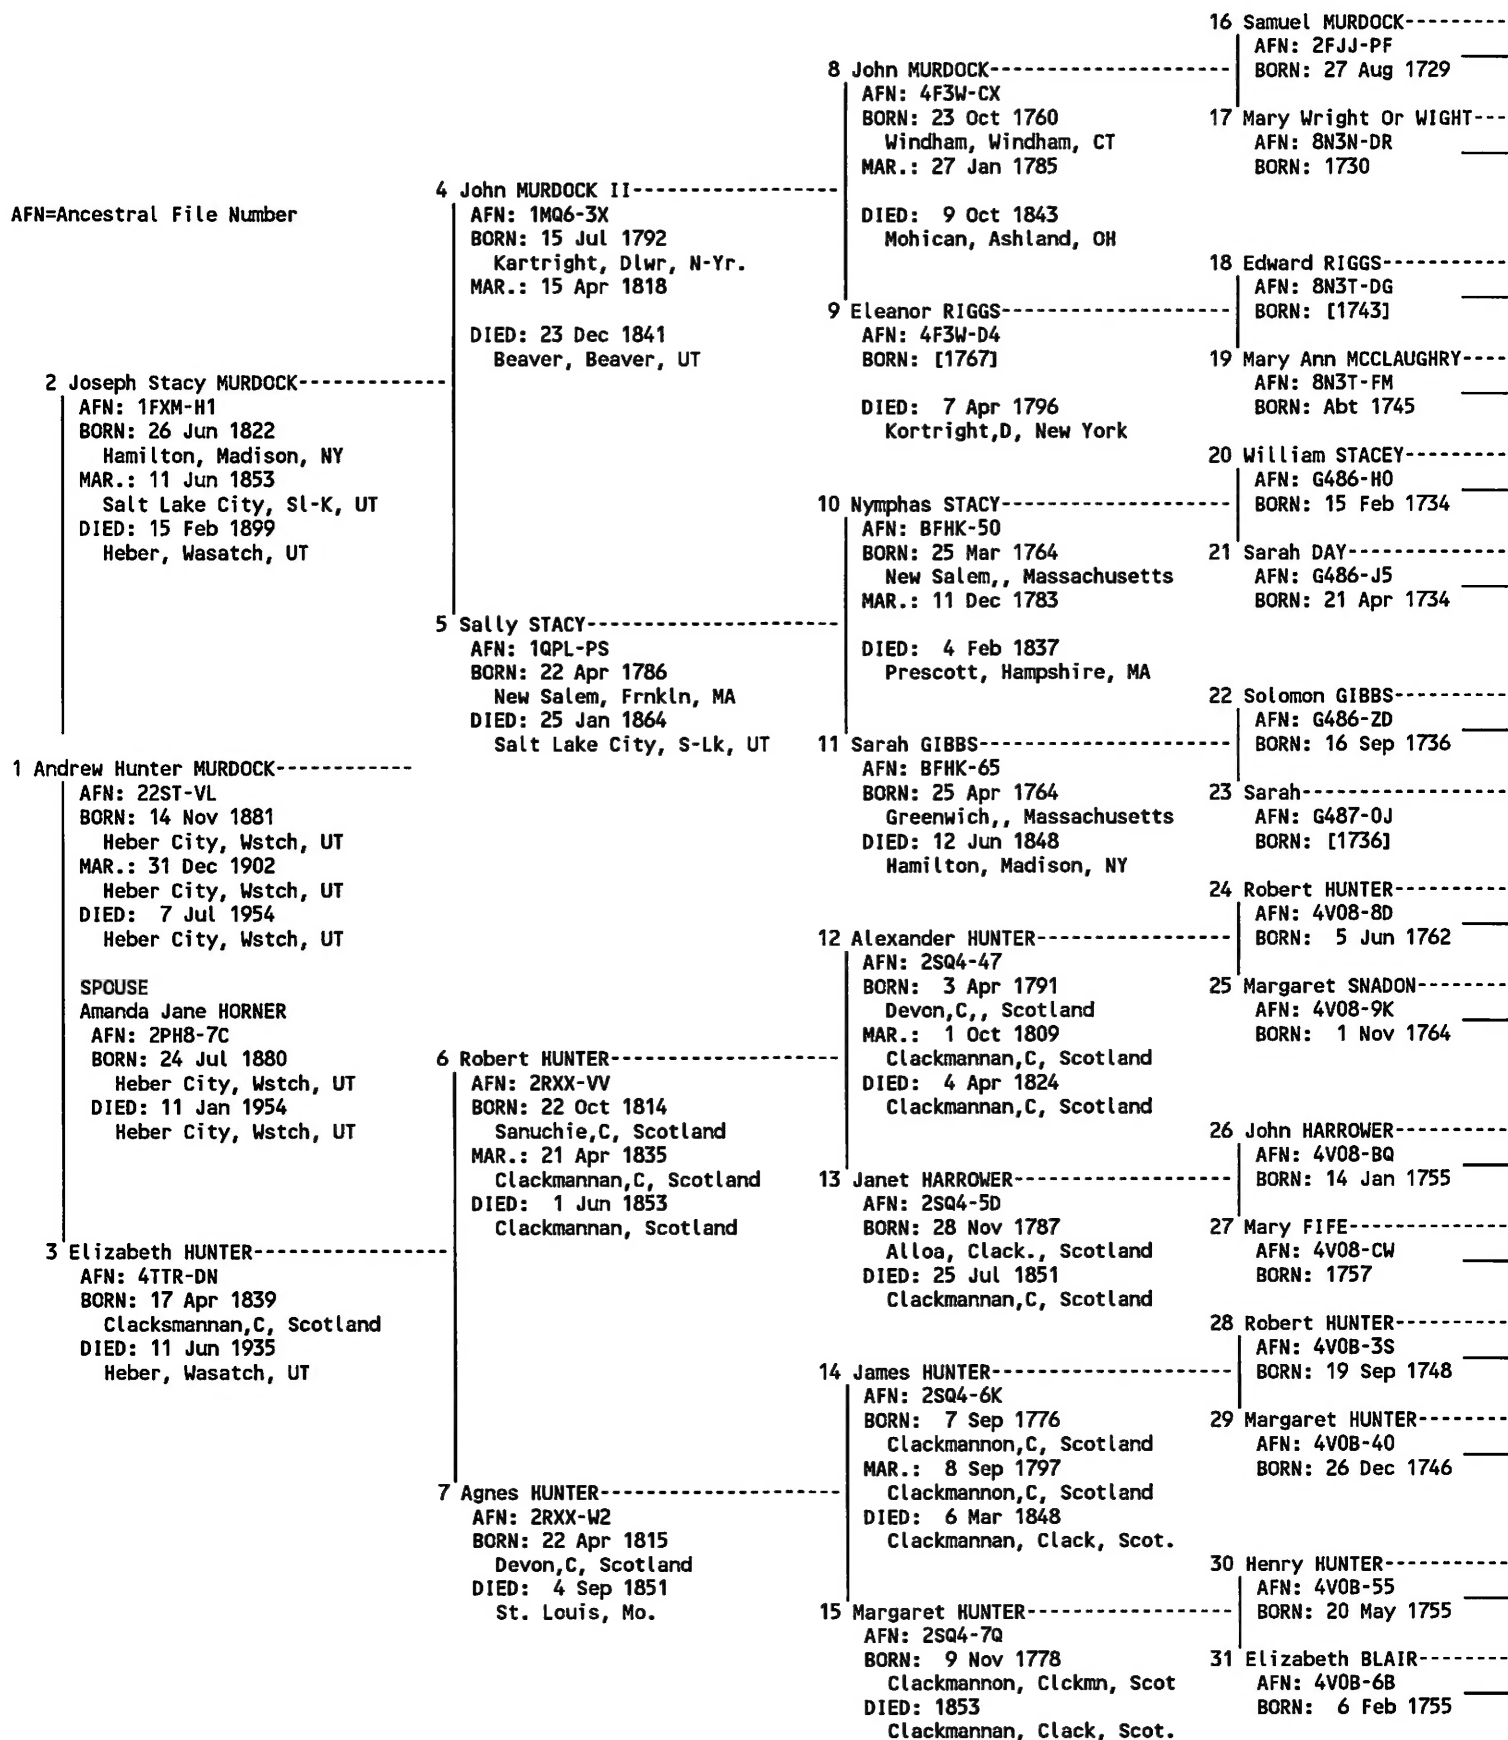 AFN=Ancestral File Number
1 Andrew Hunter MURDOCK------------
AFN: 22ST-VL
BORN: 14 Nov 1881
Heber City, Wstch, UT
MAR.: 31 Dec 1902
Heber City, Wstch, UT
DIED: 7 Jul 1954
Heber City, Wstch, UT
SPOUSE
Amanda Jane HORNER
AFN: 2PH8-7C
BORN: 24 Jul 1880
Heber City, Wstch, UT
DIED: 11 Jan 1954
Heber City, Wstch, UT
2 Joseph Stacy MURDOCK-------------
AFN: 1FXM-H1
BORN: 26 Jun 1822
Hamilton, Madison, NY
MAR.: 11 Jun 1853
Salt Lake City, Sl-K, UT
DIED: 15 Feb 1899
Heber, Wasatch, UT
3 Elizabeth HUNTER-----------------
AFN: 4TTR-DN
BORN: 17 Apr 1839
Clacksmannan,C, Scotland
DIED: 11 Jun 1935
Heber, Wasatch, UT
4 John MURDOCK II------------------
AFN: 1MQ6-3X
BORN: 15 Jul 1792
Kartright, Dlwr, N-Yr.
MAR.: 15 Apr 1818
DIED: 23 Dec 1841
Beaver, Beaver, UT
5 Sally STACY----------------------
AFN: 1QPL-PS
BORN: 22 Apr 1786
New Salem, Frnkln, MA
DIED: 25 Jan 1864
Salt Lake City, S-Lk, UT
6 Robert HUNTER--------------------
AFN: 2RXX-VV
BORN: 22 Oct 1814
Sanuchie,C, Scotland
MAR.: 21 Apr 1835
Clackmannan,C, Scotland
DIED: 1 Jun 1853
Clackmannan, Scotland
7 Agnes HUNTER---------------------
AFN: 2RXX-W2
BORN: 22 Apr 1815
Devon,C, Scotland
DIED: 4 Sep 1851
St. Louis, Mo.
8 John MURDOCK---------------------
AFN: 4F3W-CX
BORN: 23 Oct 1760
Windham, Windham, CT
MAR.: 27 Jan 1785
DIED: 9 Oct 1843
Mohican, Ashland, OH
9 Eleanor RIGGS--------------------
AFN: 4F3W-D4
BORN: [1767]
DIED: 7 Apr 1796
Kortright,D, New York
10 Nymphas STACY--------------------
AFN: BFHK-50
BORN: 25 Mar 1764
New Salem,, Massachusetts
MAR.: 11 Dec 1783
DIED: 4 Feb 1837
Prescott, Hampshire, MA
11 Sarah GIBBS----------------------
AFN: BFHK-65
BORN: 25 Apr 1764
Greenwich,, Massachusetts
DIED: 12 Jun 1848
Hamilton, Madison, NY
12 Alexander HUNTER-----------------
AFN: 2SQ4-47
BORN: 3 Apr 1791
Devon,C,, Scotland
MAR.: 1 Oct 1809
Clackmannan,C, Scotland
DIED: 4 Apr 1824
Clackmannan,C, Scotland
13 Janet HARROWER-------------------
AFN: 2SQ4-5D
BORN: 28 Nov 1787
Alloa, Clack., Scotland
DIED: 25 Jul 1851
Clackmannan,C, Scotland
14 James HUNTER---------------------
AFN: 2SQ4-6K
BORN: 7 Sep 1776
Clackmannon,C, Scotland
MAR.: 8 Sep 1797
Clackmannon,C, Scotland
DIED: 6 Mar 1848
Clackmannan, Clack, Scot.
15 Margaret HUNTER------------------
AFN: 2SQ4-7Q
BORN: 9 Nov 1778
Clackmannon, Clckmn, Scot
DIED: 1853
Clackmannan, Clack, Scot.
16 Samuel MURDOCK---------
AFN: 2FJJ-PF
BORN: 27 Aug 1729
17 Mary Wright Or WIGHT---
AFN: 8N3N-DR
BORN: 1730
18 Edward RIGGS-----------
AFN: 8N3T-DG
BORN: [1743]
19 Mary Ann MCCLAUGHRY----
AFN: 8N3T-FM
BORN: Abt 1745
20 William STACEY---------
AFN: G486-H0
BORN: 15 Feb 1734
21 Sarah DAY--------------
AFN: G486-J5
BORN: 21 Apr 1734
22 Solomon GIBBS----------
AFN: G486-ZD
BORN: 16 Sep 1736
23 Sarah------------------
AFN: G487-0J
BORN: [1736]
24 Robert HUNTER----------
AFN: 4V08-8D
BORN: 5 Jun 1762
25 Margaret SNADON--------
AFN: 4V08-9K
BORN: 1 Nov 1764
26 John HARROWER----------
AFN: 4V08-BQ
BORN: 14 Jan 1755
27 Mary FIFE--------------
AFN: 4V08-CW
BORN: 1757
28 Robert HUNTER----------
AFN: 4V0B-3S
BORN: 19 Sep 1748
29 Margaret HUNTER--------
AFN: 4V0B-40
BORN: 26 Dec 1746
30 Henry HUNTER-----------
AFN: 4V0B-55
BORN: 20 May 1755
31 Elizabeth BLAIR--------
AFN: 4V0B-6B
BORN: 6 Feb 1755